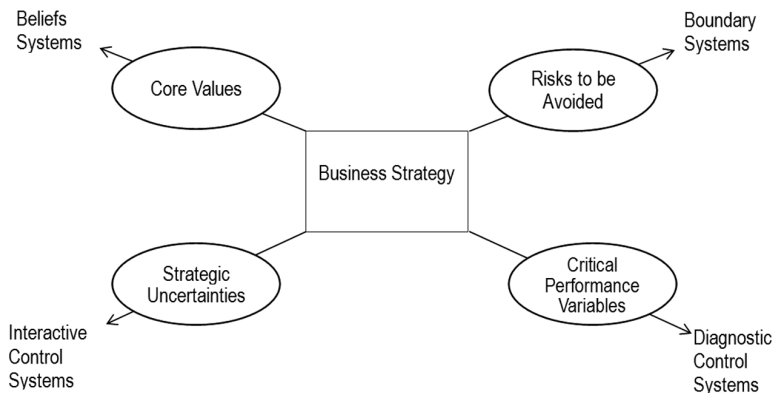 Beliefs
Systems
Boundary
Systems
Core Values
Risks to be
Avoided
Business Strategy
Strategic
Uncertainties
Critical
Performance
Variables
Interactive
Control
Systems
Diagnostic
Control
Systems